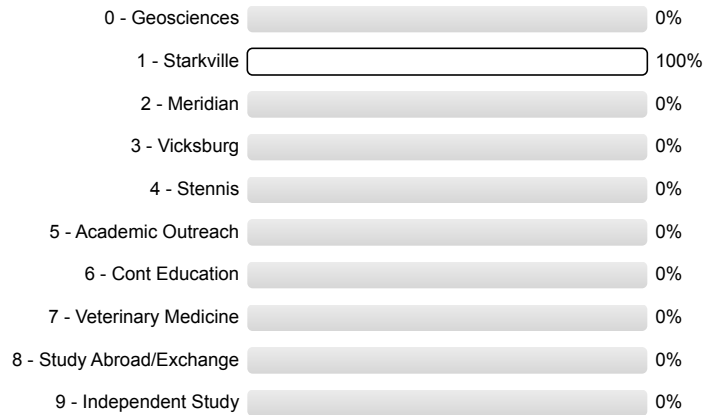 0 - Geosciences 0%
1 - Starkville 100%
2 - Meridian 0%
3 - Vicksburg 0%
4 - Stennis 0%
5 - Academic Outreach 0%
6 - Cont Education 0%
7 - Veterinary Medicine 0%
8 - Study Abroad/Exchange 0%
9 - Independent Study 0%